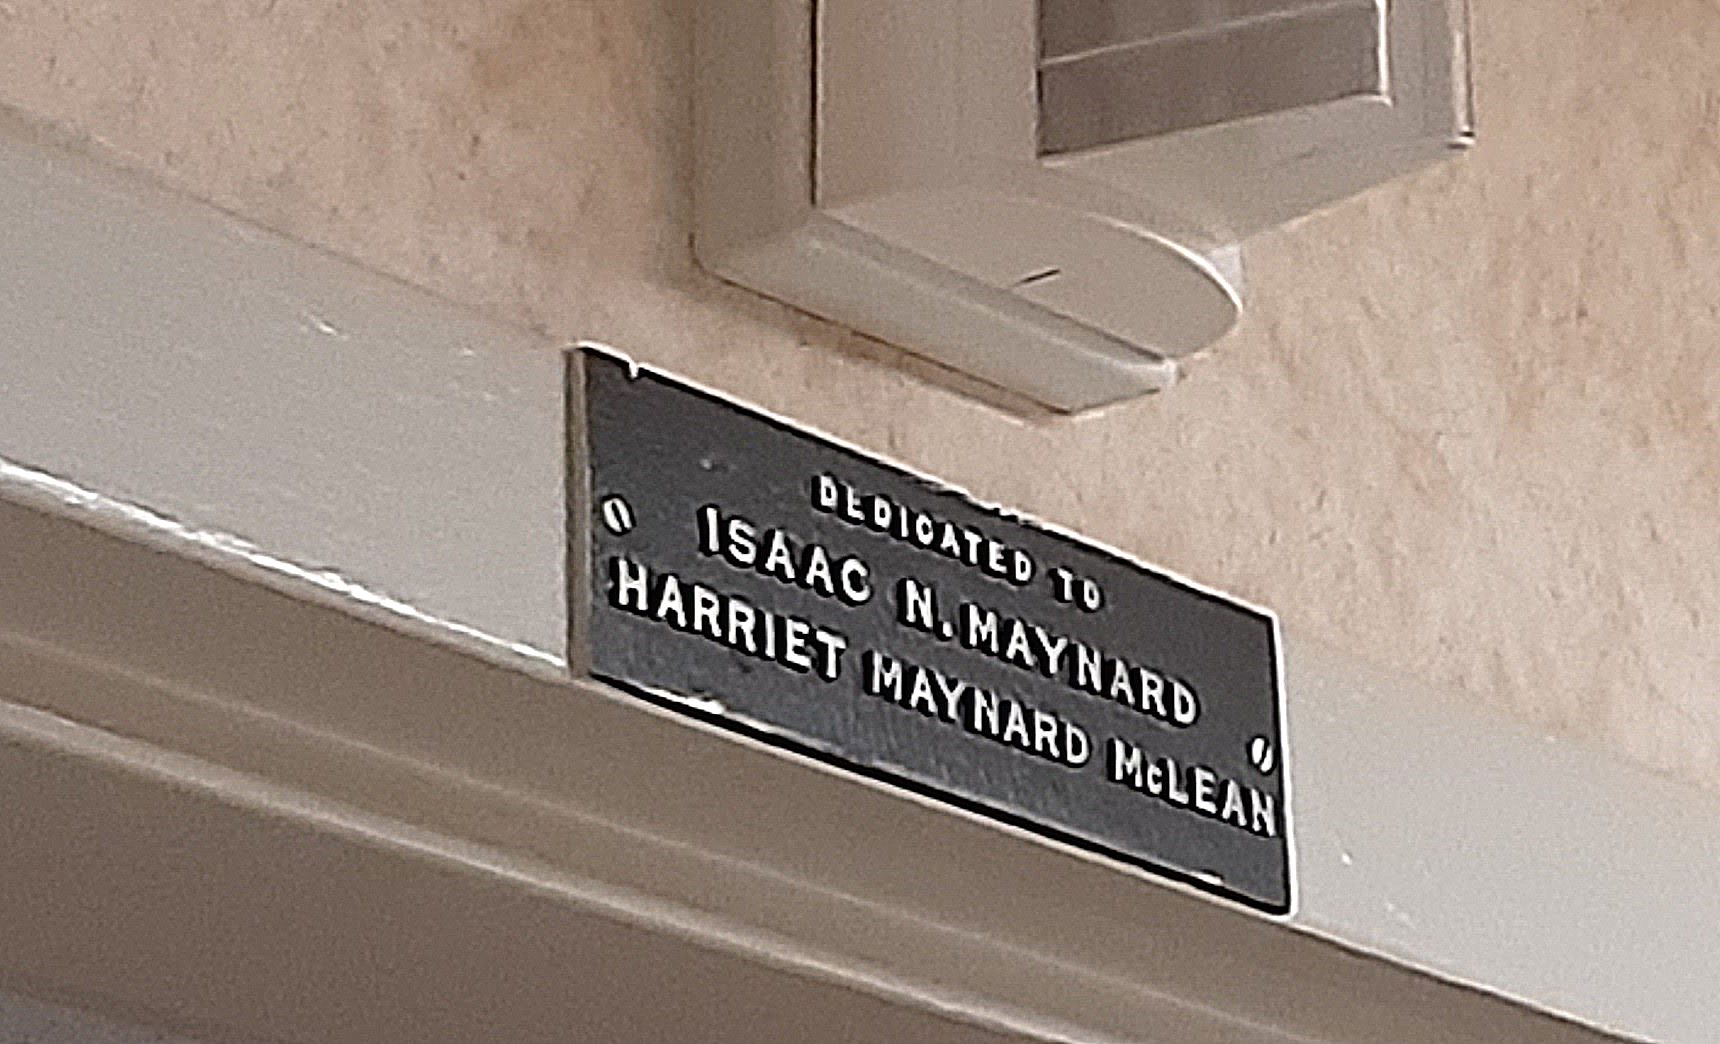 DEDICATED TO
ISAAC N. MAYNARD
HARRIET MAYNARD McLEAN